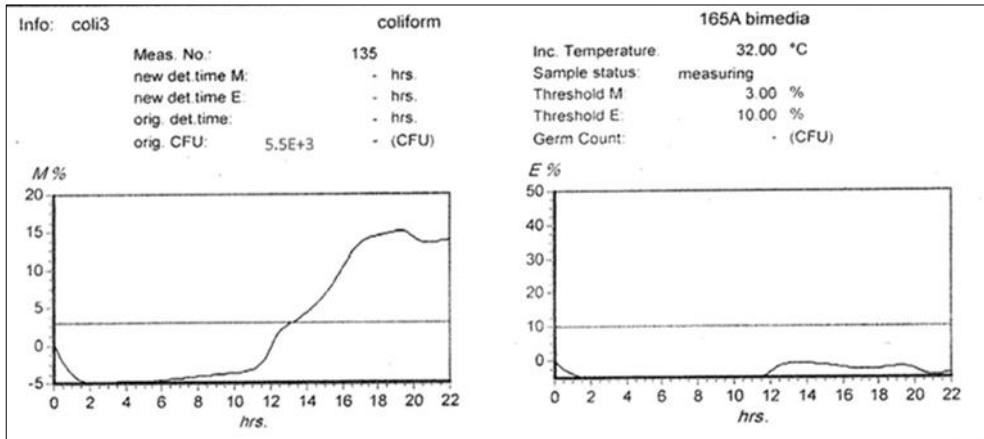 Info: coli3 coliform 165A bimedia
Meas. No.: 135 Inc. Temperature: 32.00 °C
new det.time M: - hrs. Sample status: measuring
new det.time E: - hrs. Threshold M: 3.00 %
orig. det.time: - hrs. Threshold E: 10.00 %
orig. CFU: 5.5E+3 - (CFU) Germ Count: - (CFU)
M % E %
20 50
15 40
10 30
5 20
0 10
-5 0
0 2 4 6 8 10 12 14 16 18 20 22 0 2 4 6 8 10 12 14 16 18 20 22
hrs. hrs.